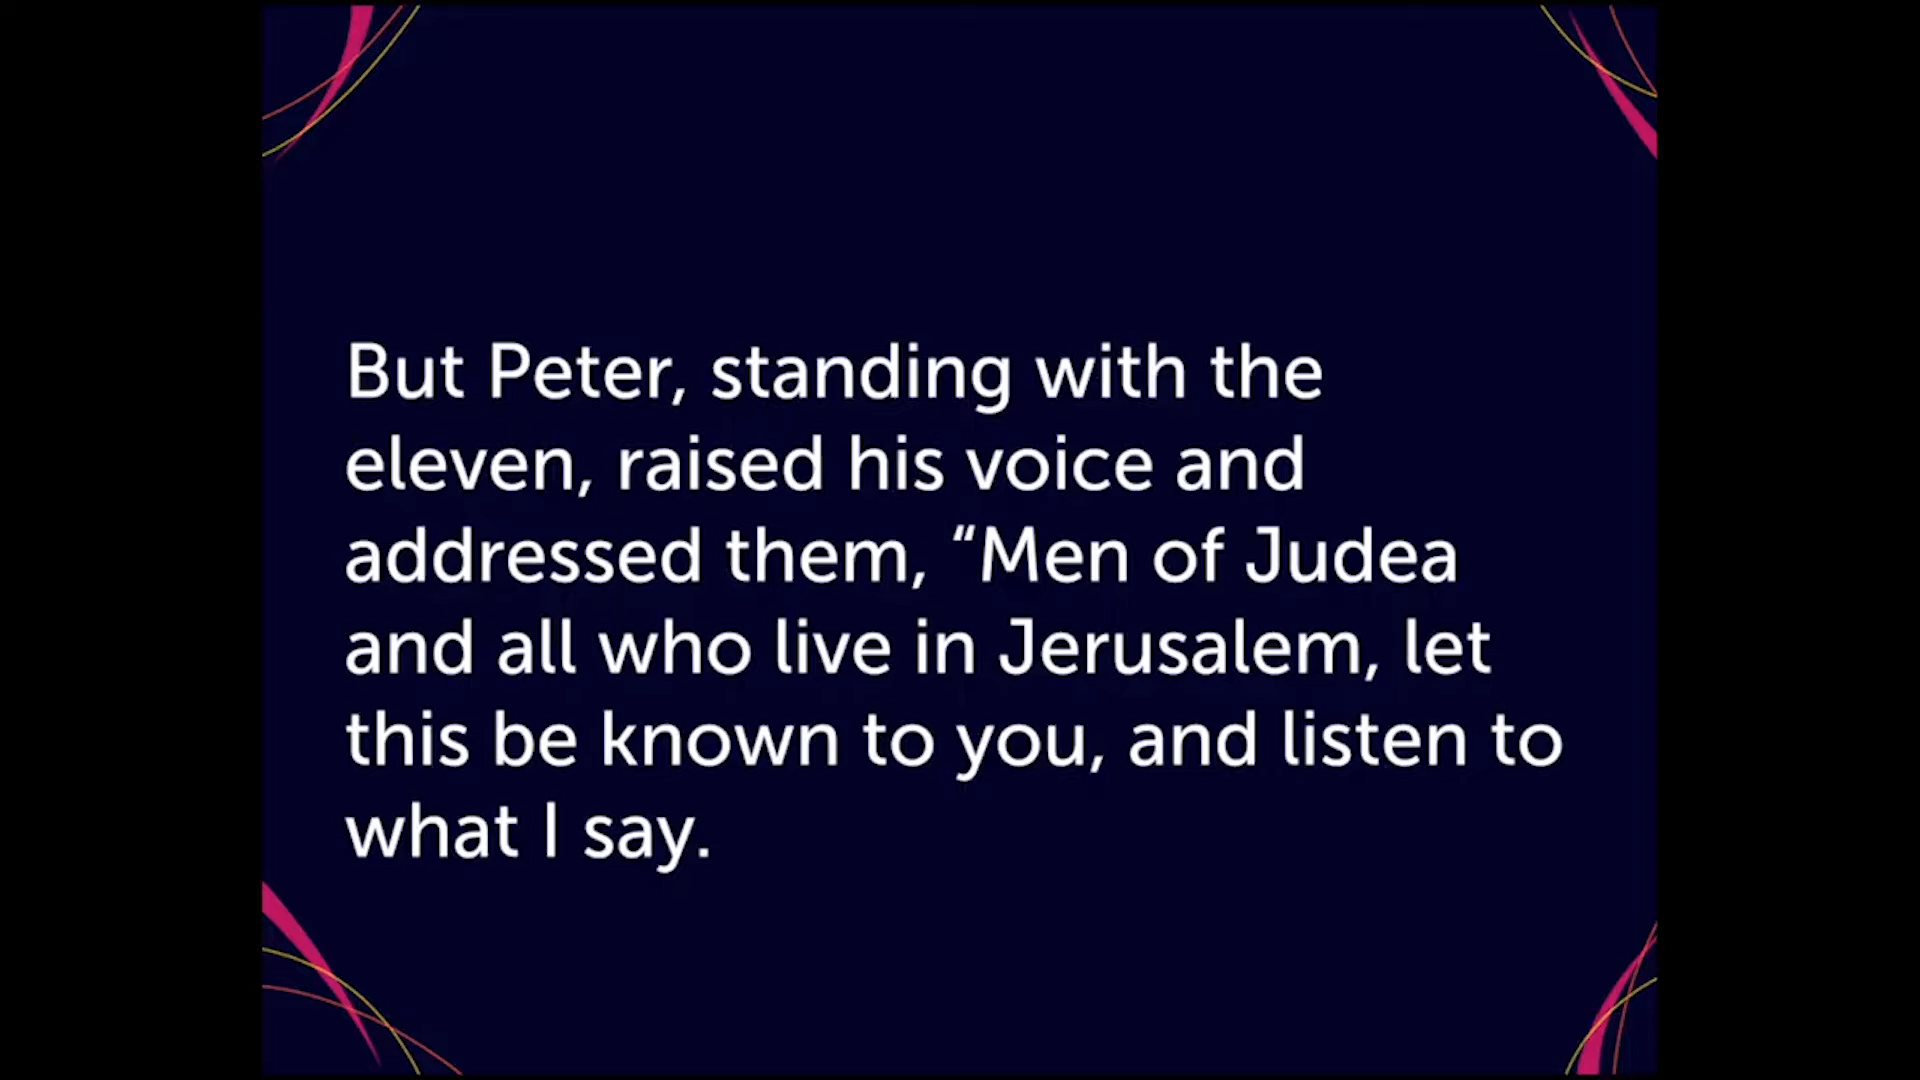 But Peter, standing with the
eleven, raised his voice and
addressed them, “Men of Judea
and all who live in Jerusalem, let
this be known to you, and listen to
what I say.